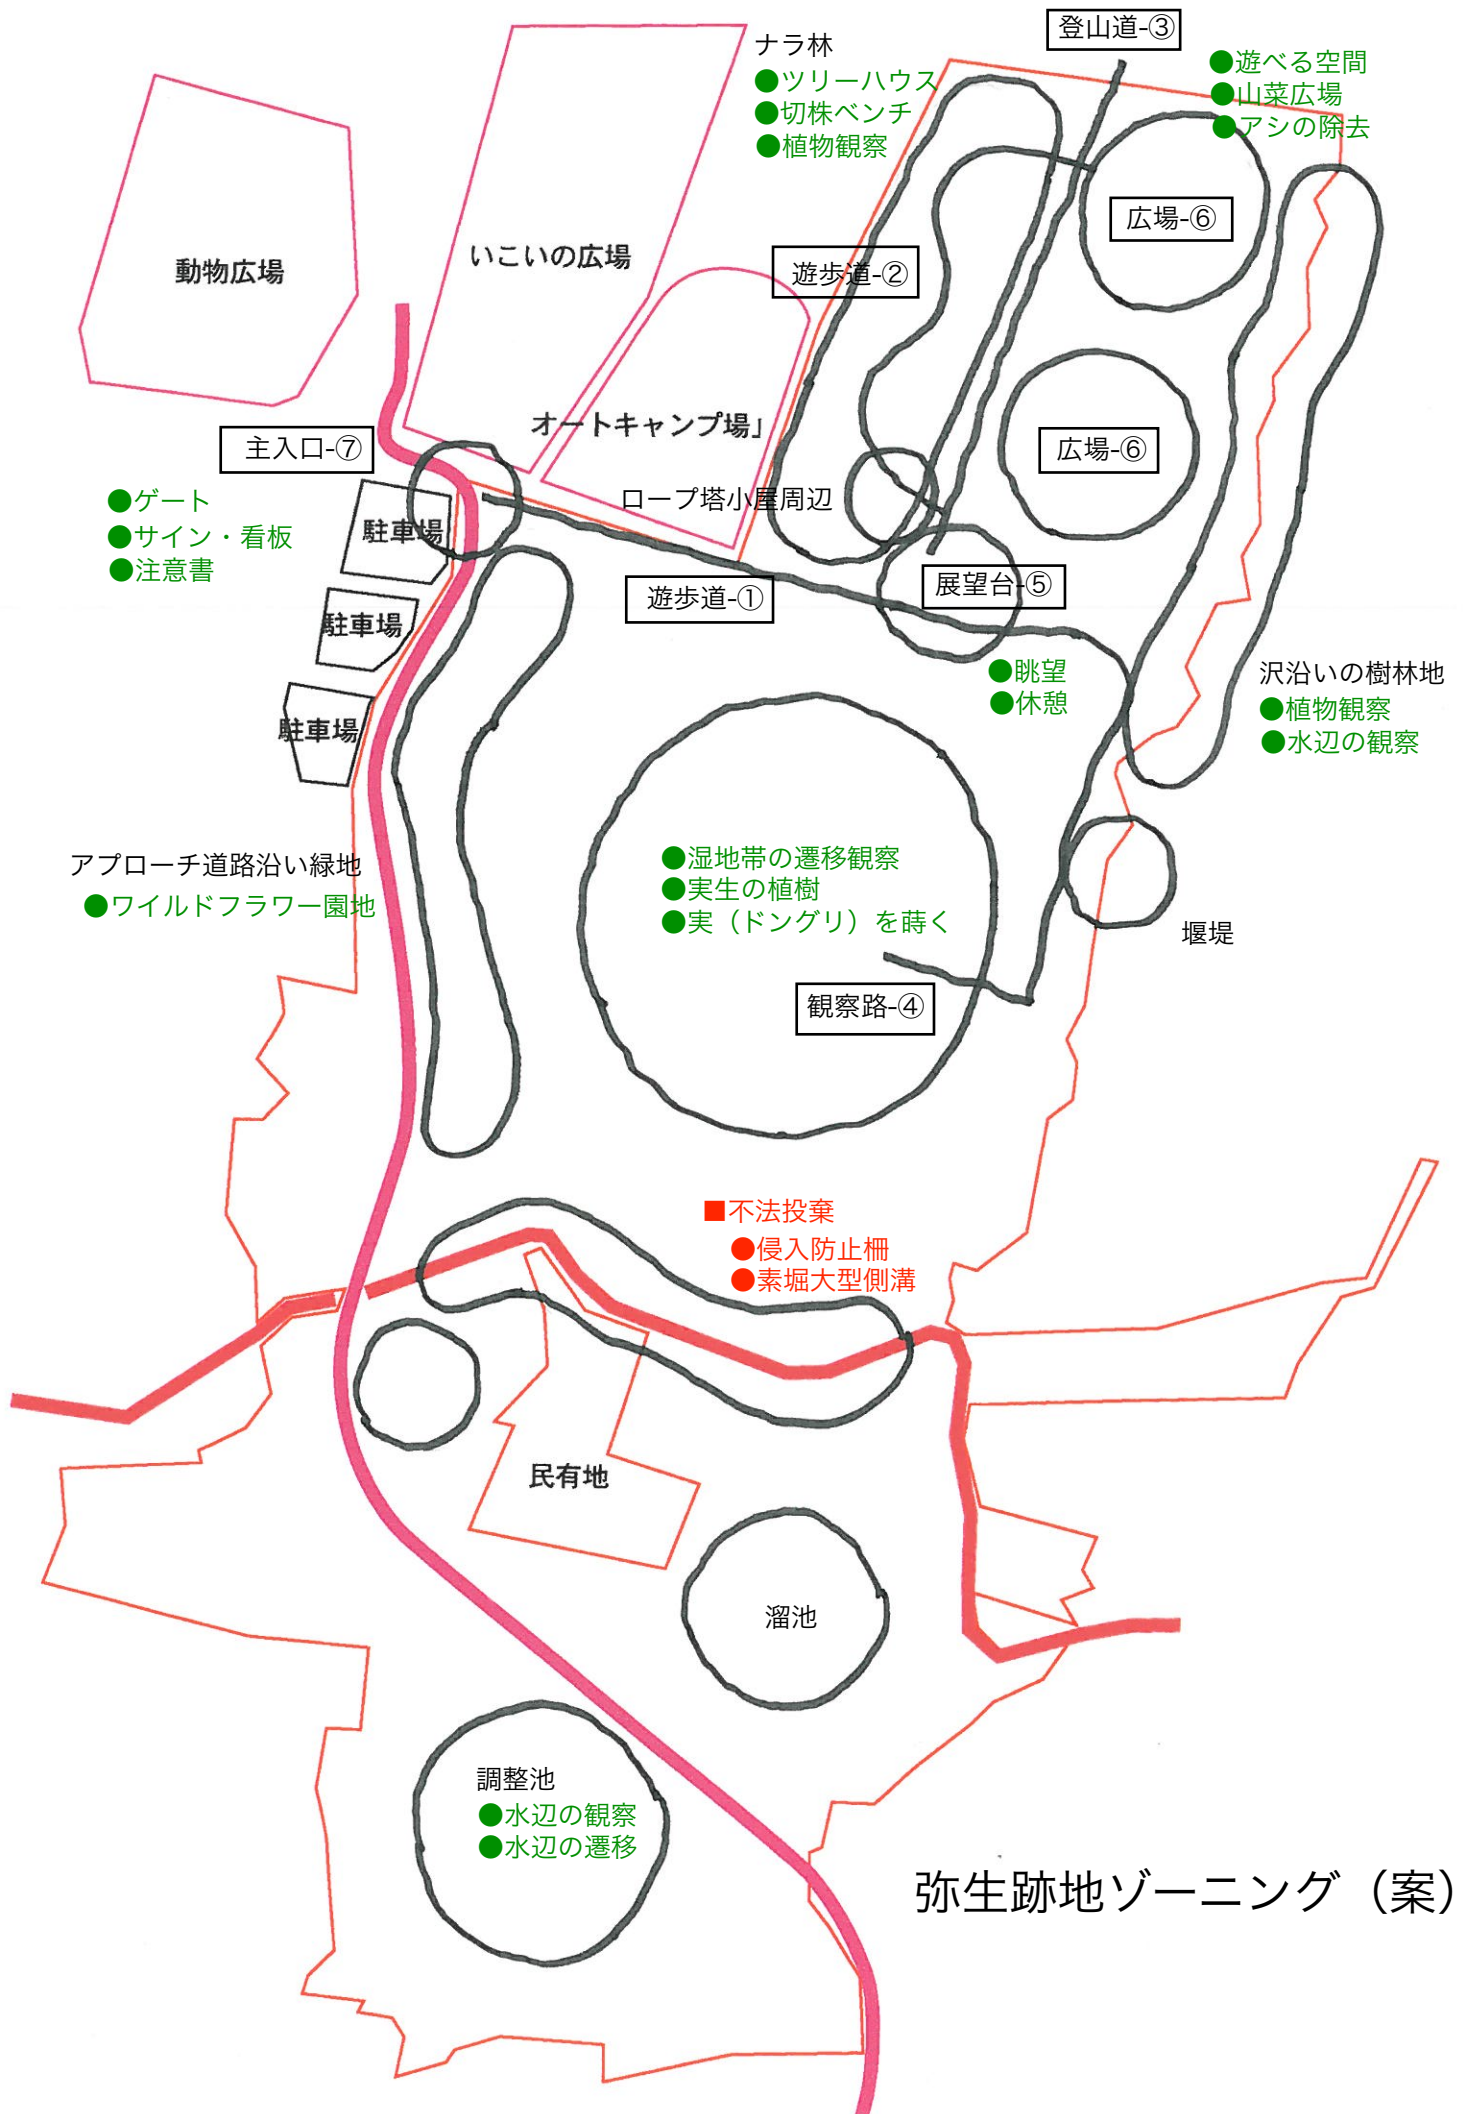 登山道-③
ナラ林
●ツリーハウス
●切株ベンチ
●植物観察
●遊べる空間
●山菜広場
●アシの除去
広場-⑥
動物広場
いこいの広場
遊歩道-②
オートキャンプ場」
広場-⑥
主入口-⑦
●ゲート
●サイン・看板
●注意書
駐車場
駐車場
駐車場
ロープ塔小屋周辺
遊歩道-①
展望台-⑤
●眺望
●休憩
沢沿いの樹林地
●植物観察
●水辺の観察
アプローチ道路沿い緑地
●ワイルドフラワー園地
●湿地帯の遷移観察
●実生の植樹
●実（ドングリ）を蒔く
堰堤
観察路-④
■不法投棄
●侵入防止柵
●素堀大型側溝
民有地
溜池
調整池
●水辺の観察
●水辺の遷移
弥生跡地ゾーニング（案）